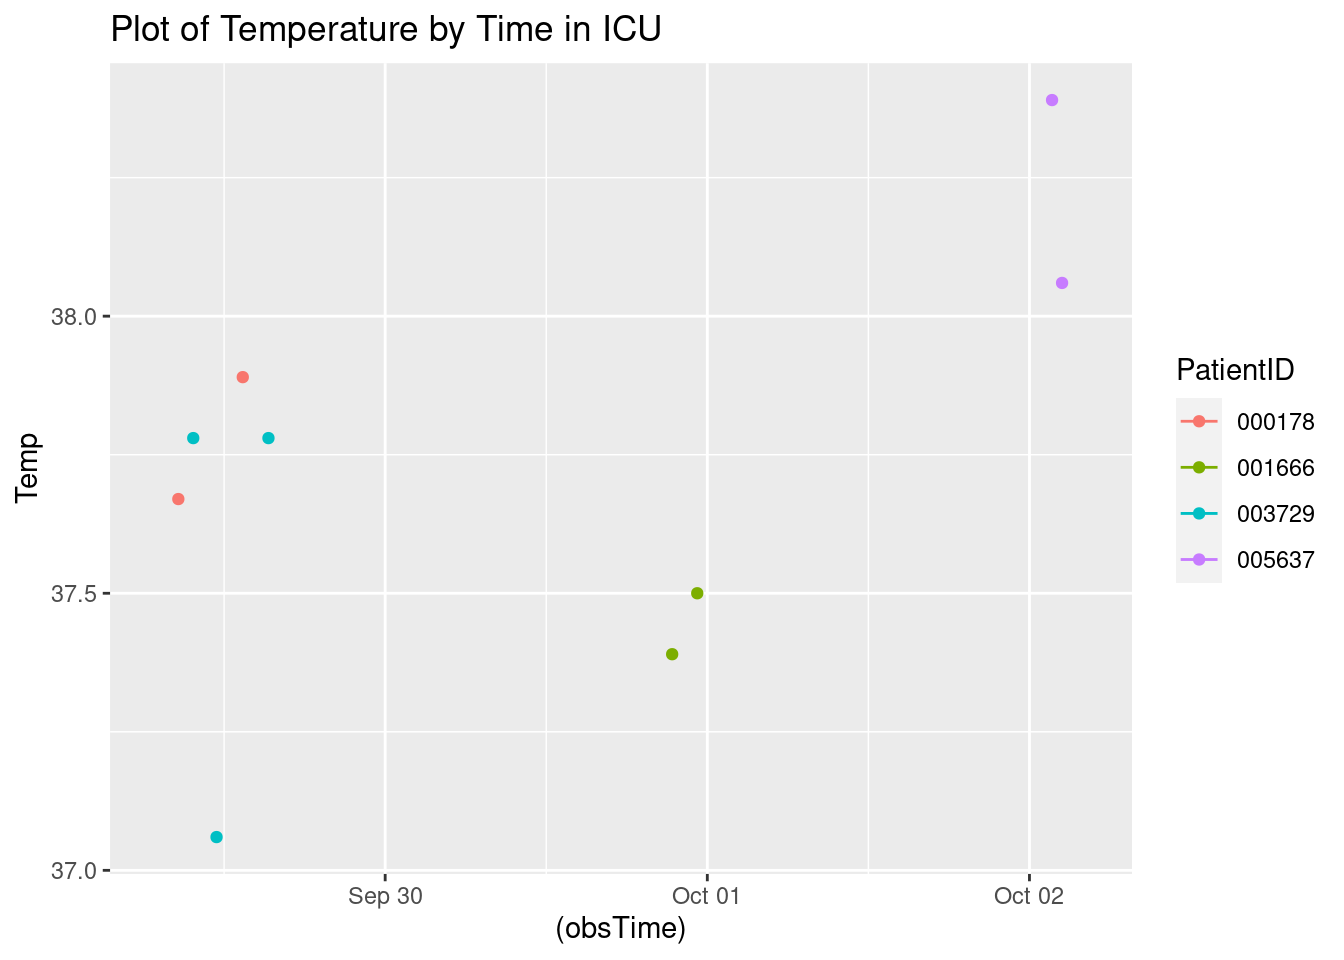 Plot of Temperature by Time in ICU
Temp
38.0
37.5
37.0
Sep 30
Oct 01
Oct 02
(obsTime)
PatientID
000178
001666
003729
005637